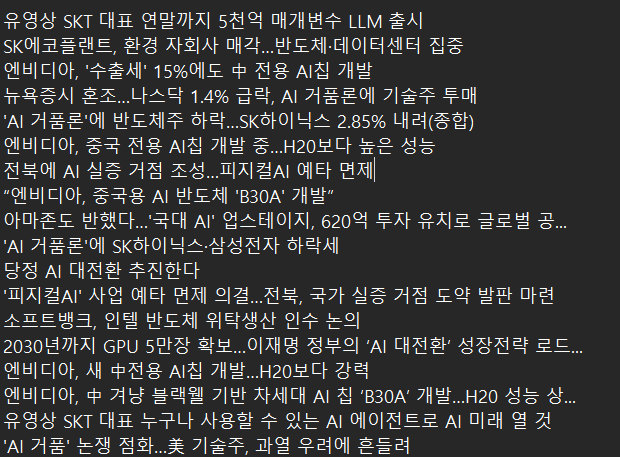 유영상 SKT 대표 연말까지 5천억 매개변수 LLM 출시
SK에코플랜트, 환경 자회사 매각...반도체·데이터센터 집중
엔비디아, '수출세' 15%에도 中 전용 AI칩 개발
뉴욕증시 혼조...나스닥 1.4% 급락, AI 거품론에 기술주 투매
'AI 거품론'에 반도체주 하락...SK하이닉스 2.85% 내려(종합)
엔비디아, 중국 전용 AI칩 개발 중...H20보다 높은 성능
전북에 AI 실증 거점 조성...피지컬AI 예타 면제
“엔비디아, 중국용 AI 반도체 'B30A' 개발”
아마존도 반했다...'국대 AI' 업스테이지, 620억 투자 유치로 글로벌 공...
'AI 거품론'에 SK하이닉스·삼성전자 하락세
당정 AI 대전환 추진한다
'피지컬AI' 사업 예타 면제 의결...전북, 국가 실증 거점 도약 발판 마련
소프트뱅크, 인텔 반도체 위탁생산 인수 논의
2030년까지 GPU 5만장 확보...이재명 정부의 ‘AI 대전환’ 성장전략 로드...
엔비디아, 새 中전용 AI칩 개발...H20보다 강력
엔비디아, 中 겨냥 블랙웰 기반 차세대 AI 칩 ‘B30A’ 개발...H20 성능 상...
유영상 SKT 대표 누구나 사용할 수 있는 AI 에이전트로 AI 미래 열 것
'AI 거품' 논쟁 점화...美 기술주, 과열 우려에 흔들려